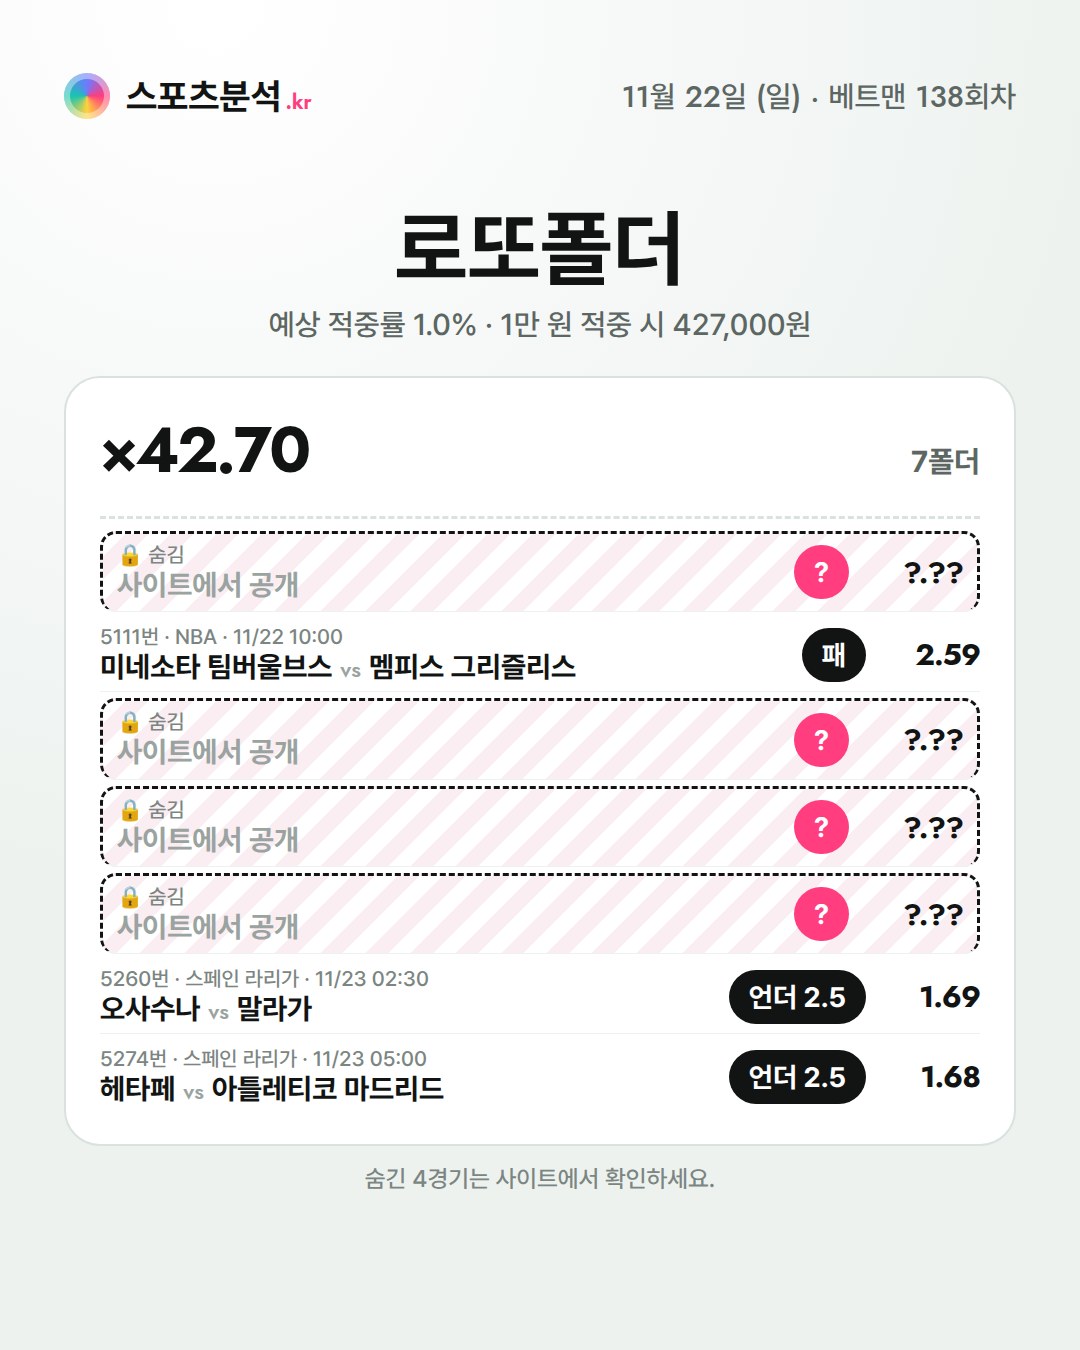 스포츠분석.kr
11월 22일 (일) · 베트맨 138회차
로또폴더
예상 적중률 1.0% · 1만 원 적중 시 427,000원
×42.70
7폴더
🔒 숨김
사이트에서 공개
? ?.??
5111번 · NBA · 11/22 10:00
미네소타 팀버울브스 vs 멤피스 그리즐리스
패 2.59
🔒 숨김
사이트에서 공개
? ?.??
🔒 숨김
사이트에서 공개
? ?.??
🔒 숨김
사이트에서 공개
? ?.??
5260번 · 스페인 라리가 · 11/23 02:30
오사수나 vs 말라가
언더 2.5 1.69
5274번 · 스페인 라리가 · 11/23 05:00
헤타페 vs 아틀레티코 마드리드
언더 2.5 1.68
숨긴 4경기는 사이트에서 확인하세요.